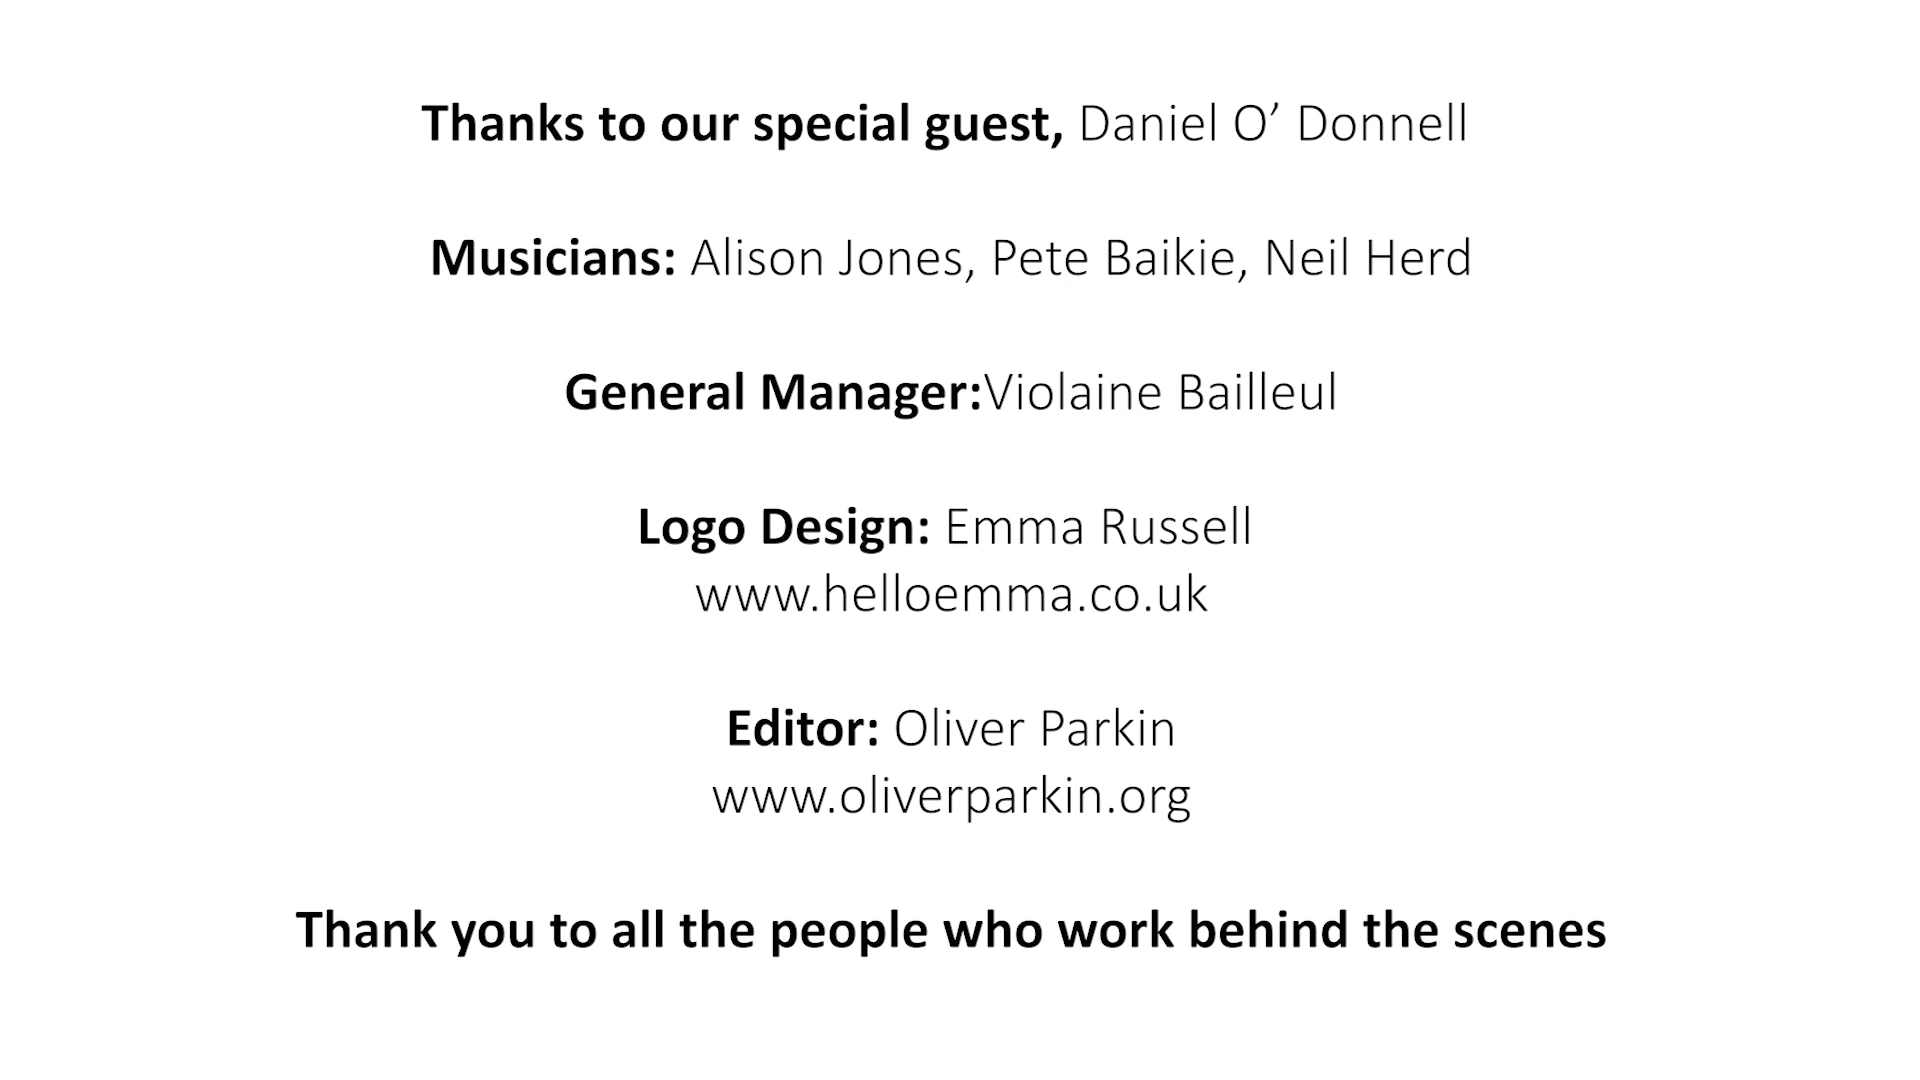 Thanks to our special guest, Daniel O’ Donnell
Musicians: Alison Jones, Pete Baikie, Neil Herd
General Manager:Violaine Bailleul
Logo Design: Emma Russell
www.helloemma.co.uk
Editor: Oliver Parkin
www.oliverparkin.org
Thank you to all the people who work behind the scenes